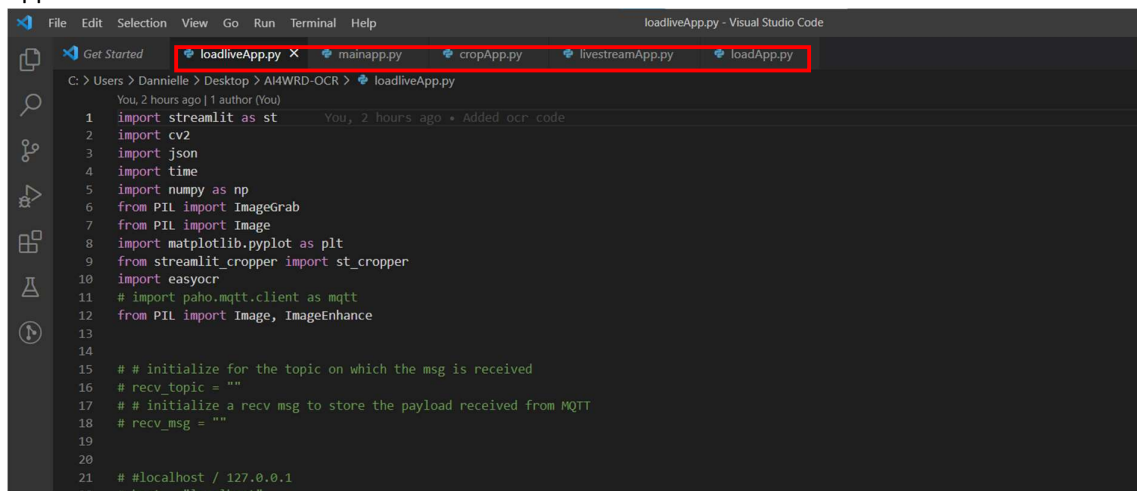 File Edit Selection View Go Run Terminal Help loadliveApp.py - Visual Studio Code
Get Started loadliveApp.py × mainapp.py cropApp.py livestreamApp.py loadApp.py
C: > Users > Dannielle > Desktop > AI4WRD-OCR > loadliveApp.py
You, 2 hours ago | 1 author (You)
1 import streamlit as st You, 2 hours ago • Added ocr code
2 import cv2
3 import json
4 import time
5 import numpy as np
6 from PIL import ImageGrab
7 from PIL import Image
8 import matplotlib.pyplot as plt
9 from streamlit_cropper import st_cropper
10 import easyocr
11 # import paho.mqtt.client as mqtt
12 from PIL import Image, ImageEnhance
13
14
15 # # initialize for the topic on which the msg is received
16 # recv_topic = ""
17 # # initialize a recv msg to store the payload received from MQTT
18 # recv_msg = ""
19
20
21 # #localhost / 127.0.0.1